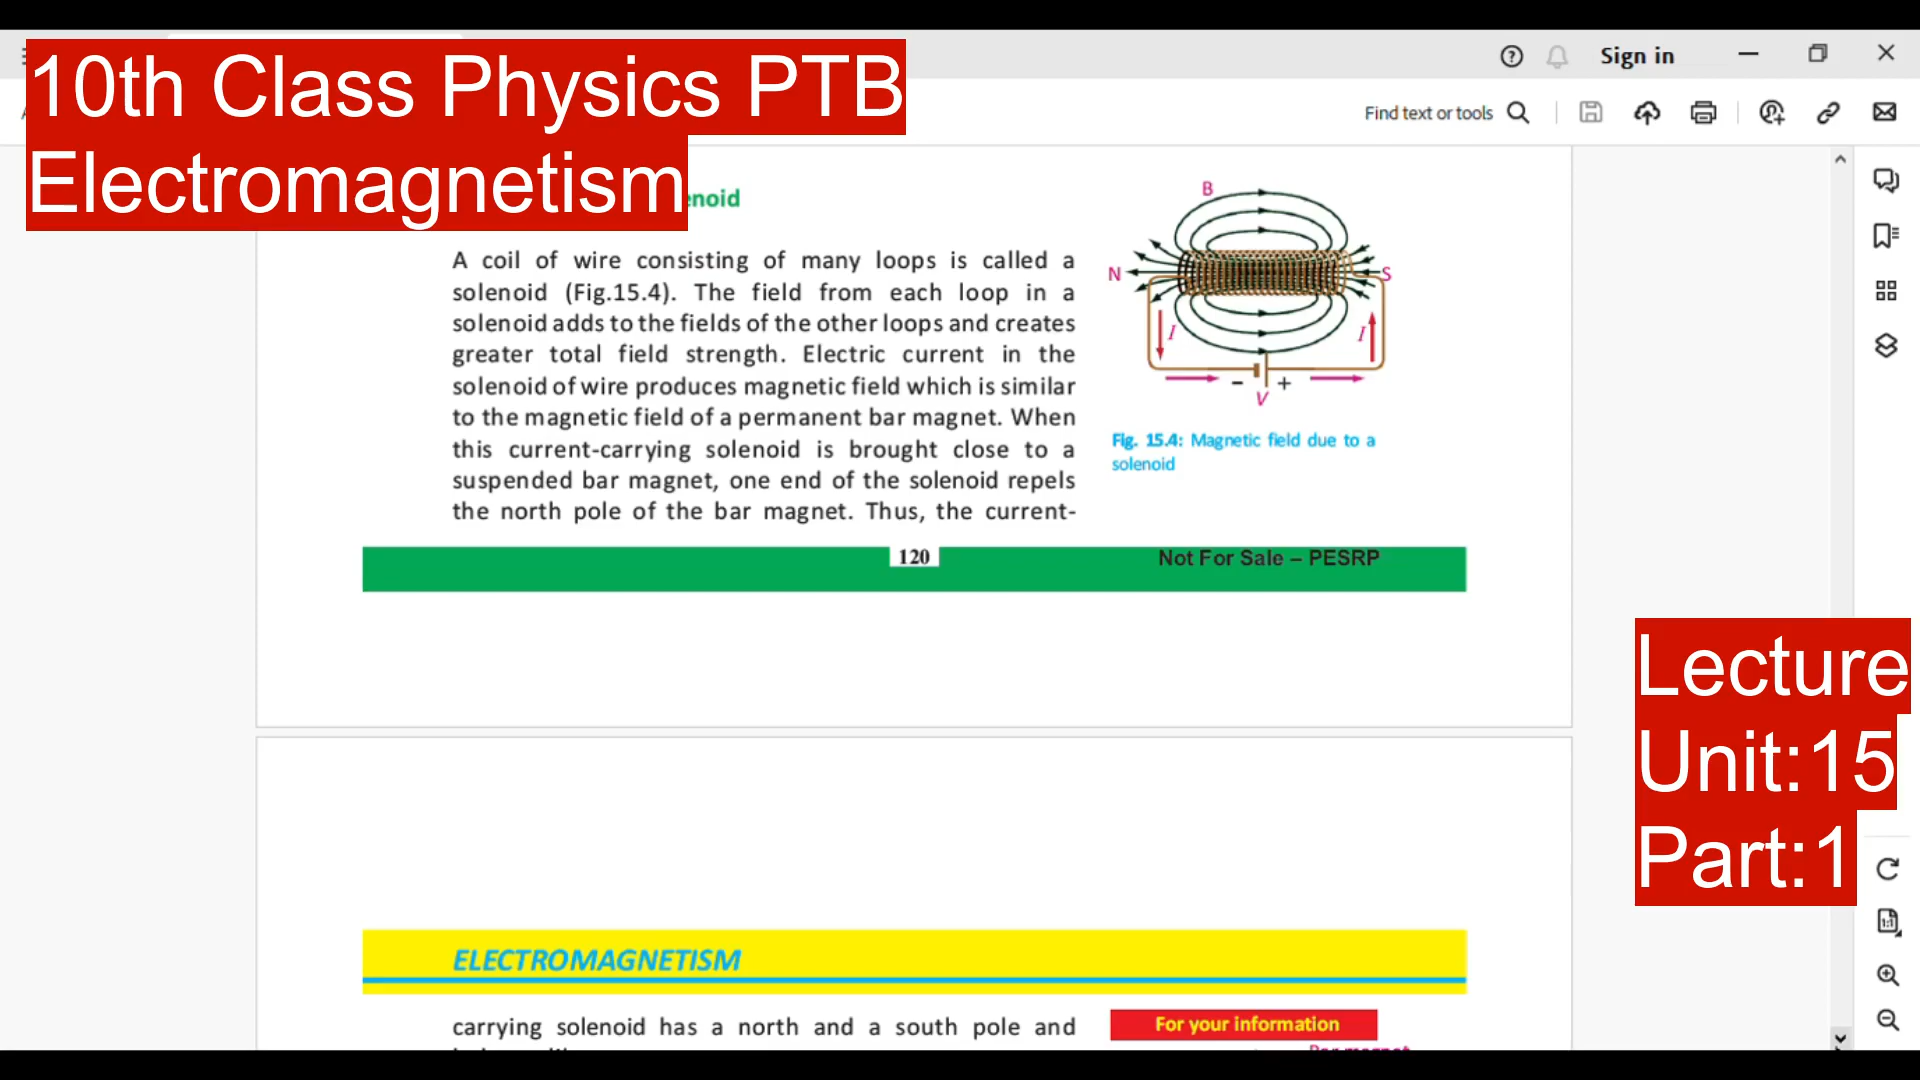 10th Class Physics PTB
Electromagnetism
enoid
Sign in
Find text or tools
A coil of wire consisting of many loops is called a
solenoid (Fig.15.4). The field from each loop in a
solenoid adds to the fields of the other loops and creates
greater total field strength. Electric current in the
solenoid of wire produces magnetic field which is similar
to the magnetic field of a permanent bar magnet. When
this current-carrying solenoid is brought close to a
suspended bar magnet, one end of the solenoid repels
the north pole of the bar magnet. Thus, the current-
B
N
S
I
I
- +
V
Fig. 15.4: Magnetic field due to a
solenoid
120
Not For Sale – PESRP
Lecture
Unit:15
Part:1
ELECTROMAGNETISM
carrying solenoid has a north and a south pole and
For your information
Bar magnet
1:1